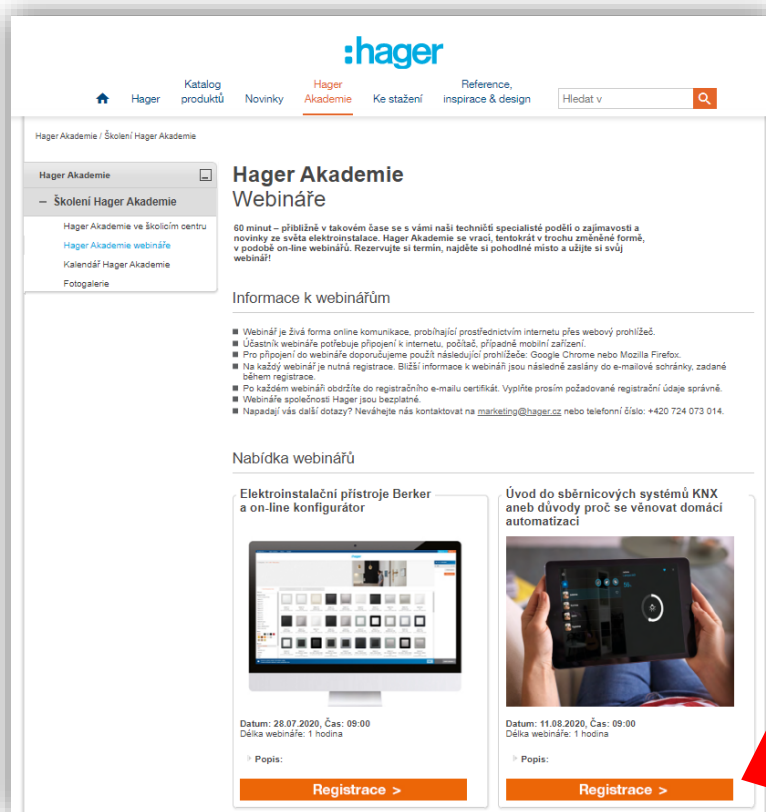 :hager
Hager
Katalog
produktů
Novinky
Hager
Akademie
Ke stažení
Reference,
inspirace & design
Hledat v
Hager Akademie / Školení Hager Akademie
Hager Akademie
– Školení Hager Akademie
Hager Akademie ve školicím centru
Hager Akademie webináře
Kalendář Hager Akademie
Fotogalerie
Hager Akademie
Webináře
60 minut – přibližně v takovém čase se s vámi naši techničtí specialisté podělí o zajímavosti a
novinky ze světa elektroinstalace. Hager Akademie se vrací, tentokrát v trochu změněné formě,
v podobě on-line webinářů. Rezervujte si termín, najděte si pohodlné místo a užijte si svůj
webinář!
Informace k webinářům
Webinář je živá forma online komunikace, probíhající prostřednictvím internetu přes webový prohlížeč.
Účastník webináře potřebuje připojení k internetu, počítač, případně mobilní zařízení.
Pro připojení do webináře doporučujeme použít následující prohlížeče: Google Chrome nebo Mozilla Firefox.
Na každý webinář je nutná registrace. Bližší informace k webináři jsou následně zaslány do e-mailové schránky, zadané
během registrace.
Po každém webináři obdržíte do registračního e-mailu certifikát. Vyplňte prosím požadované registrační údaje správně.
Webináře společnosti Hager jsou bezplatné.
Napadají vás další dotazy? Neváhejte nás kontaktovat na marketing@hager.cz nebo telefonní číslo: +420 724 073 014.
Nabídka webinářů
Elektroinstalační přístroje Berker
a on-line konfigurátor
Datum: 28.07.2020, Čas: 09:00
Délka webináře: 1 hodina
Popis:
Registrace >
Úvod do sběrnicových systémů KNX
aneb důvody proč se věnovat domácí
automatizaci
Datum: 11.08.2020, Čas: 09:00
Délka webináře: 1 hodina
Popis:
Registrace >